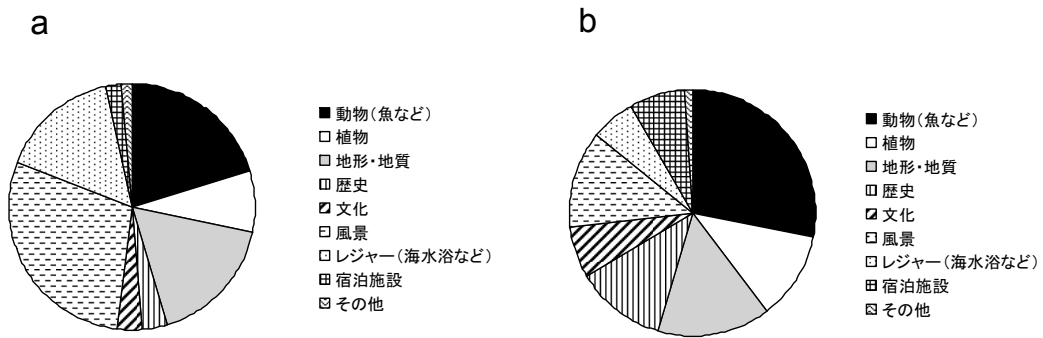 a
動物（魚など）
植物
地形・地質
歴史
文化
風景
レジャー（海水浴など）
宿泊施設
その他
b
動物（魚など）
植物
地形・地質
歴史
文化
風景
レジャー（海水浴など）
宿泊施設
その他